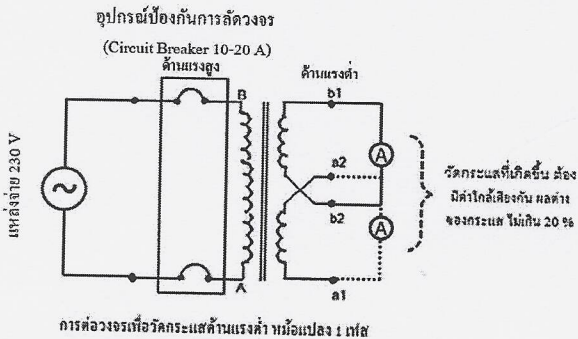 อุปกรณ์ป้องกันการลัดวงจร
(Circuit Breaker 10-20 A)
ด้านแรงสูง
ด้านแรงต่ำ
แหล่งจ่าย 230 V
B
A
b1
a2
b2
a1
A
A
วัดกระแสที่เกิดขึ้น ต้อง
มีค่าใกล้เคียงกัน ผลต่าง
ของกระแส ไม่เกิน 20 %
การต่อวงจรเพื่อวัดกระแสด้านแรงต่ำ หม้อแปลง 1 เฟส